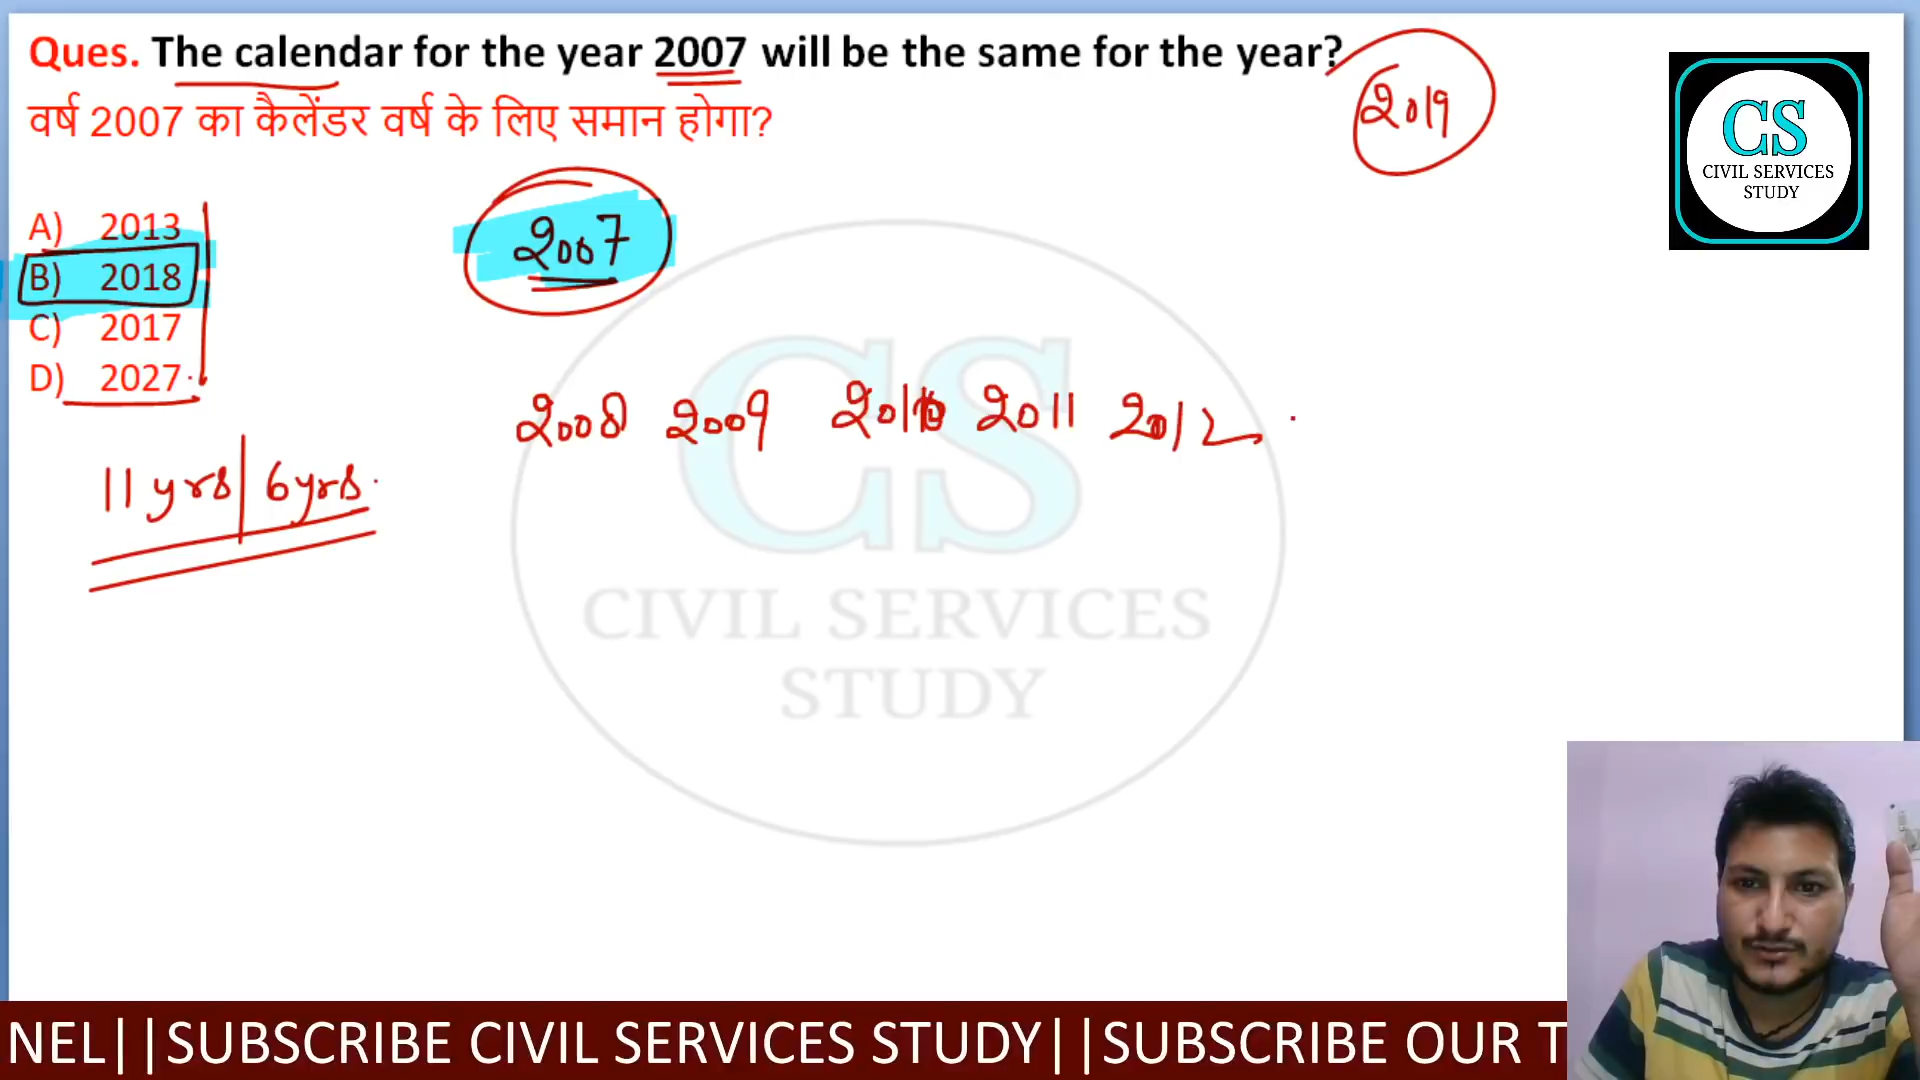 Ques. The calendar for the year 2007 will be the same for the year?
2019
वर्ष 2007 का कैलेंडर वर्ष के लिए समान होगा?
CS
CIVIL SERVICES
STUDY
A) 2013
B) 2018
C) 2017
D) 2027
2007
2008 2009 2010 2011 2012
11 yrs | 6 yrs
CS
CIVIL SERVICES
STUDY
NEL||SUBSCRIBE CIVIL SERVICES STUDY||SUBSCRIBE OUR T